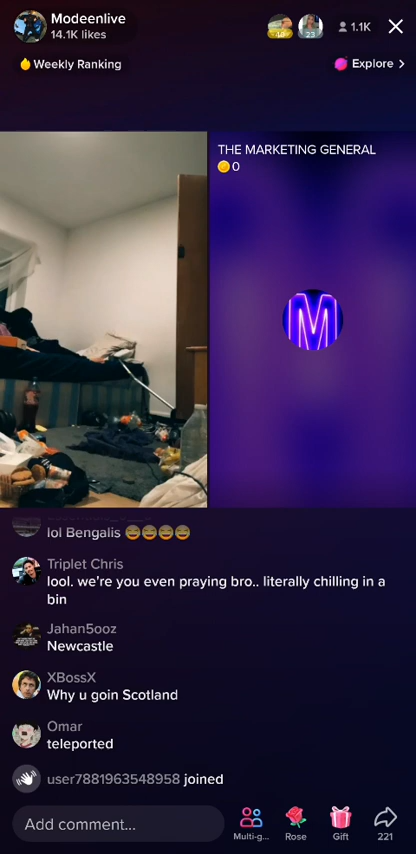 Modeenlive
14.1K likes
23
1.1K
Weekly Ranking
Explore >
THE MARKETING GENERAL
0
M
lol Bengalis 😂😂😂😂
Triplet Chris
lool. we're you even praying bro.. literally chilling in a
bin
Jahan5ooz
Newcastle
XBossX
Why u goin Scotland
Omar
teleported
user7881963548958 joined
Add comment...
Multi-g...
Rose
Gift
221